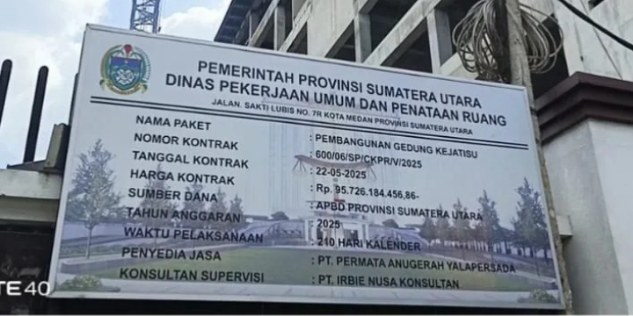 PEMERINTAH PROVINSI SUMATERA UTARA
DINAS PEKERJAAN UMUM DAN PENATAAN RUANG
JALAN. SAKTI LUBIS NO. 7R KOTA MEDAN PROVINSI SUMATERA UTARA
NAMA PAKET : PEMBANGUNAN GEDUNG KEJATISU
NOMOR KONTRAK : 600/06/SP/CKPR/V/2025
TANGGAL KONTRAK : 22-05-2025
HARGA KONTRAK : Rp. 95.726.184.456,86-
SUMBER DANA : APBD PROVINSI SUMATERA UTARA
TAHUN ANGGARAN : 2025
WAKTU PELAKSANAAN : 210 HARI KALENDER
PENYEDIA JASA : PT. PERMATA ANUGERAH YALAPERSADA
KONSULTAN SUPERVISI : PT. IRBIE NUSA KONSULTAN
TE 40